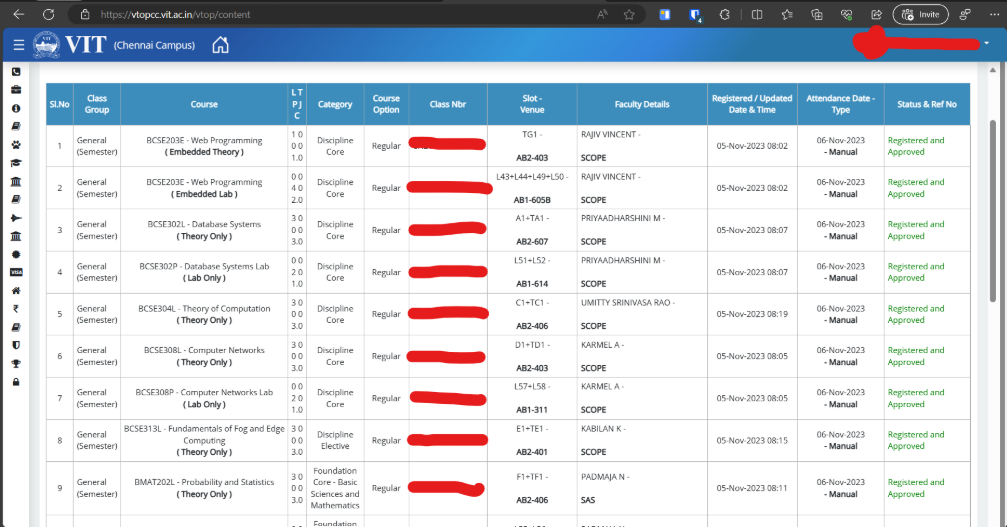 https://vtopcc.vit.ac.in/vtop/content
4
Invite
VIT (Chennai Campus)
Sl.No Class Group Course L T P J C Category Course Option Class Nbr Slot - Venue Faculty Details Registered / Updated Date & Time Attendance Date - Type Status & Ref No
1 General (Semester) BCSE203E - Web Programming ( Embedded Theory ) 1 0 0 0 1.0 Discipline Core Regular TG1 - AB2-403 RAJIV VINCENT - SCOPE 05-Nov-2023 08:02 06-Nov-2023 - Manual Registered and Approved
2 General (Semester) BCSE203E - Web Programming ( Embedded Lab ) 0 0 4 0 2.0 Discipline Core Regular L43+L44+L49+L50 - AB1-605B RAJIV VINCENT - SCOPE 05-Nov-2023 08:02 06-Nov-2023 - Manual Registered and Approved
3 General (Semester) BCSE302L - Database Systems ( Theory Only ) 3 0 0 0 3.0 Discipline Core Regular A1+TA1 - AB2-607 PRIYAADHARSHINI M - SCOPE 05-Nov-2023 08:07 06-Nov-2023 - Manual Registered and Approved
4 General (Semester) BCSE302P - Database Systems Lab ( Lab Only ) 0 0 2 0 1.0 Discipline Core Regular L51+L52 - AB1-614 PRIYAADHARSHINI M - SCOPE 05-Nov-2023 08:07 06-Nov-2023 - Manual Registered and Approved
5 General (Semester) BCSE304L - Theory of Computation ( Theory Only ) 3 0 0 0 3.0 Discipline Core Regular C1+TC1 - AB2-406 UMITTY SRINIVASA RAO - SCOPE 05-Nov-2023 08:19 06-Nov-2023 - Manual Registered and Approved
6 General (Semester) BCSE308L - Computer Networks ( Theory Only ) 3 0 0 0 3.0 Discipline Core Regular D1+TD1 - AB2-403 KARMEL A - SCOPE 05-Nov-2023 08:05 06-Nov-2023 - Manual Registered and Approved
7 General (Semester) BCSE308P - Computer Networks Lab ( Lab Only ) 0 0 2 0 1.0 Discipline Core Regular L57+L58 - AB1-311 KARMEL A - SCOPE 05-Nov-2023 08:05 06-Nov-2023 - Manual Registered and Approved
8 General (Semester) BCSE313L - Fundamentals of Fog and Edge Computing ( Theory Only ) 3 0 0 0 3.0 Discipline Elective Regular E1+TE1 - AB2-401 KABILAN K - SCOPE 05-Nov-2023 08:15 06-Nov-2023 - Manual Registered and Approved
9 General (Semester) BMAT202L - Probability and Statistics ( Theory Only ) 3 0 0 0 3.0 Foundation Core - Basic Sciences and Mathematics Regular F1+TF1 - AB2-406 PADMAJA N - SAS 05-Nov-2023 08:11 06-Nov-2023 - Manual Registered and Approved
Foundation